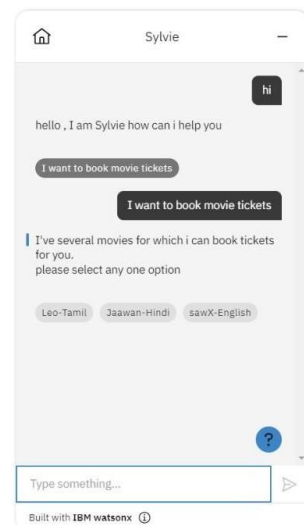 Sylvie
hi
hello , I am Sylvie how can i help you
I want to book movie tickets
I want to book movie tickets
I've several movies for which i can book tickets
for you.
please select any one option
Leo-Tamil Jaawan-Hindi sawX-English
?
Type something...
Built with IBM watsonx